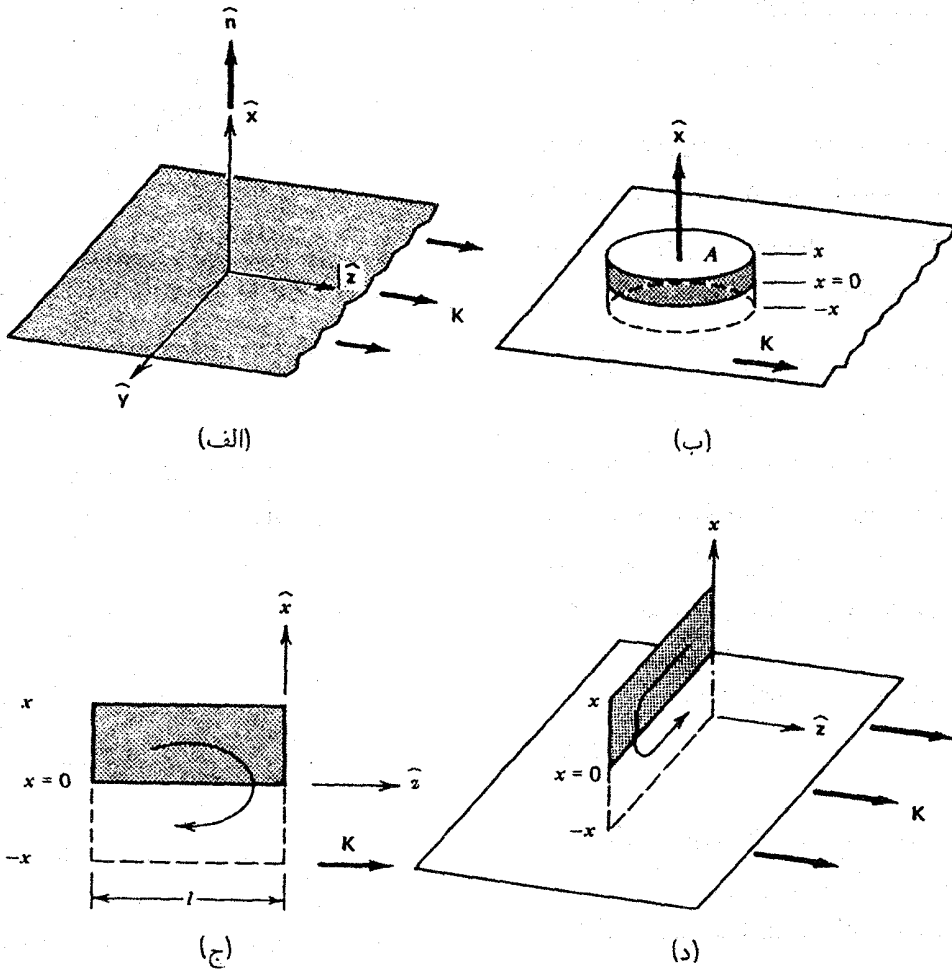 n̂
x̂
ẑ
K
ŷ
(الف)
x̂
A
x
x = 0
-x
K
(ب)
x̂
x
x = 0
ẑ
-x
K
l
(ج)
x
x
x = 0
ẑ
-x
K
(د)